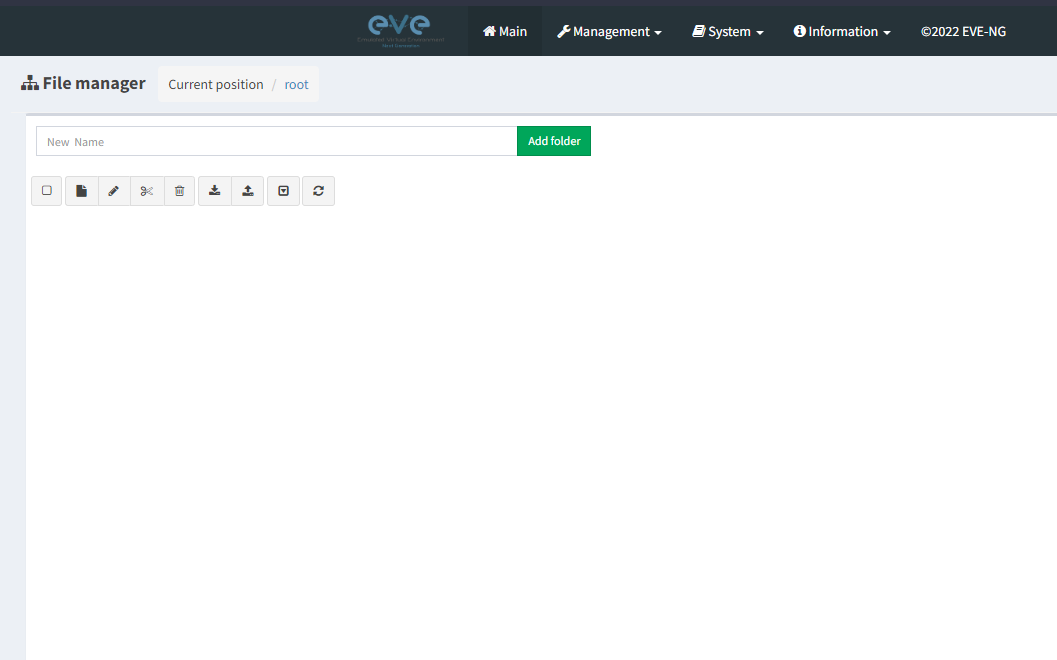 eve
Emulated Virtual Environment
Next Generation
Main
Management
System
Information
©2022 EVE-NG
File manager
Current position / root
New Name
Add folder